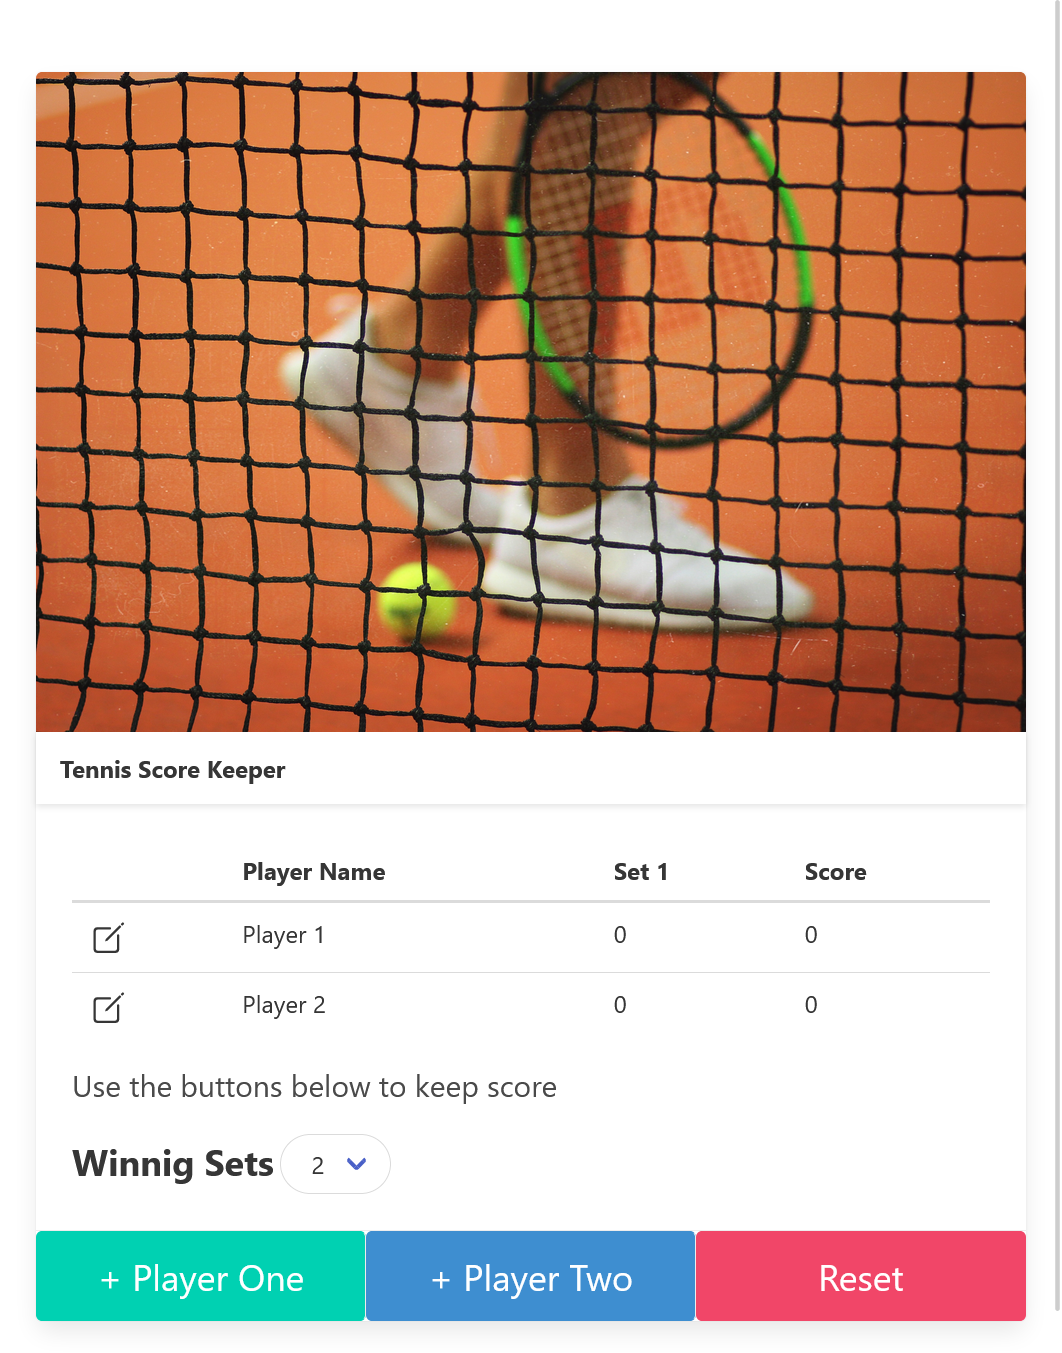 Tennis Score Keeper
Player Name Set 1 Score
Player 1 0 0
Player 2 0 0
Use the buttons below to keep score
Winnig Sets 2
+ Player One + Player Two Reset